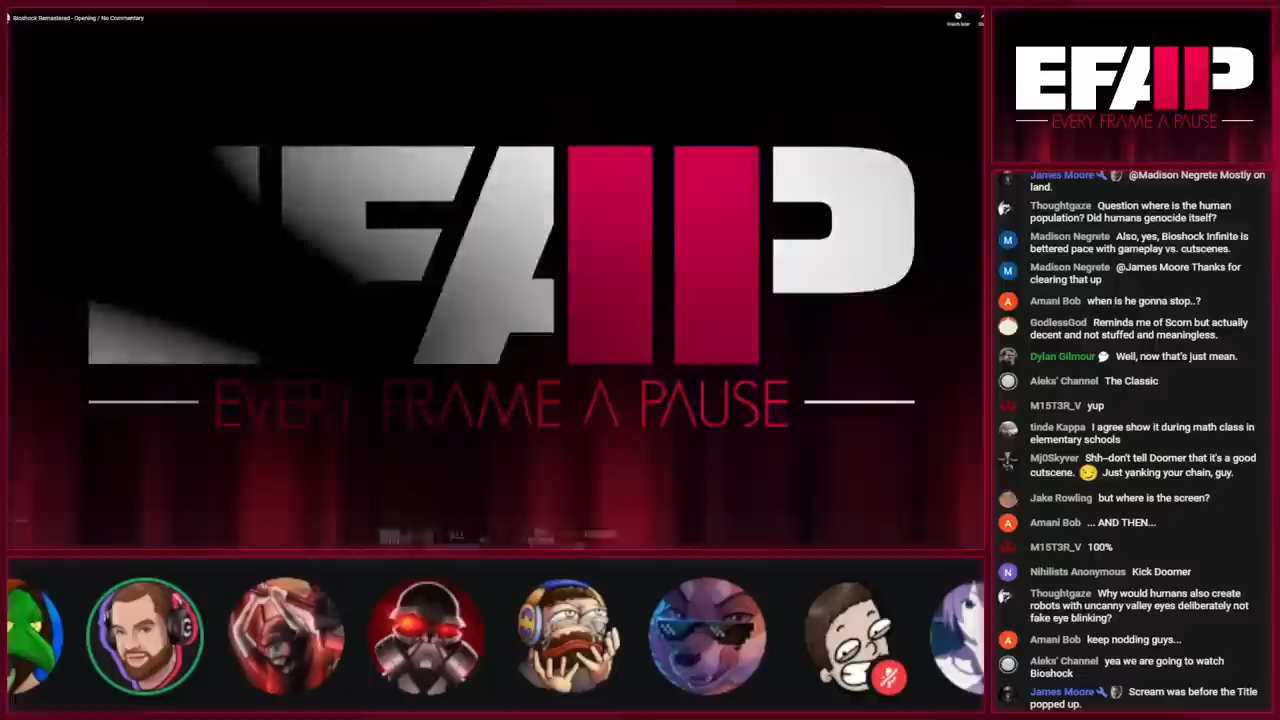 Bioshock Remastered - Opening / No Commentary
Watch later
EFAP
EVERY FRAME A PAUSE
EFAP
EVERY FRAME A PAUSE
James Moore @Madison Negrete Mostly on
land.
Thoughtgaze Question where is the human
population? Did humans genocide itself?
Madison Negrete Also, yes, Bioshock Infinite is
bettered pace with gameplay vs. cutscenes.
Madison Negrete @James Moore Thanks for
clearing that up
Amani Bob when is he gonna stop..?
GodlessGod Reminds me of Scorn but actually
decent and not stuffed and meaningless.
Dylan Gilmour Well, now that's just mean.
Aleks' Channel The Classic
M15T3R_V yup
tinde Kappa I agree show it during math class in
elementary schools
Mj0Skyver Shh–don't tell Doomer that it's a good
cutscene. Just yanking your chain, guy.
Jake Rowling but where is the screen?
Amani Bob ... AND THEN...
M15T3R_V 100%
Nihilists Anonymous Kick Doomer
Thoughtgaze Why would humans also create
robots with uncanny valley eyes deliberately not
fake eye blinking?
Amani Bob keep nodding guys...
Aleks' Channel yea we are going to watch
Bioshock
James Moore Scream was before the Title
popped up.